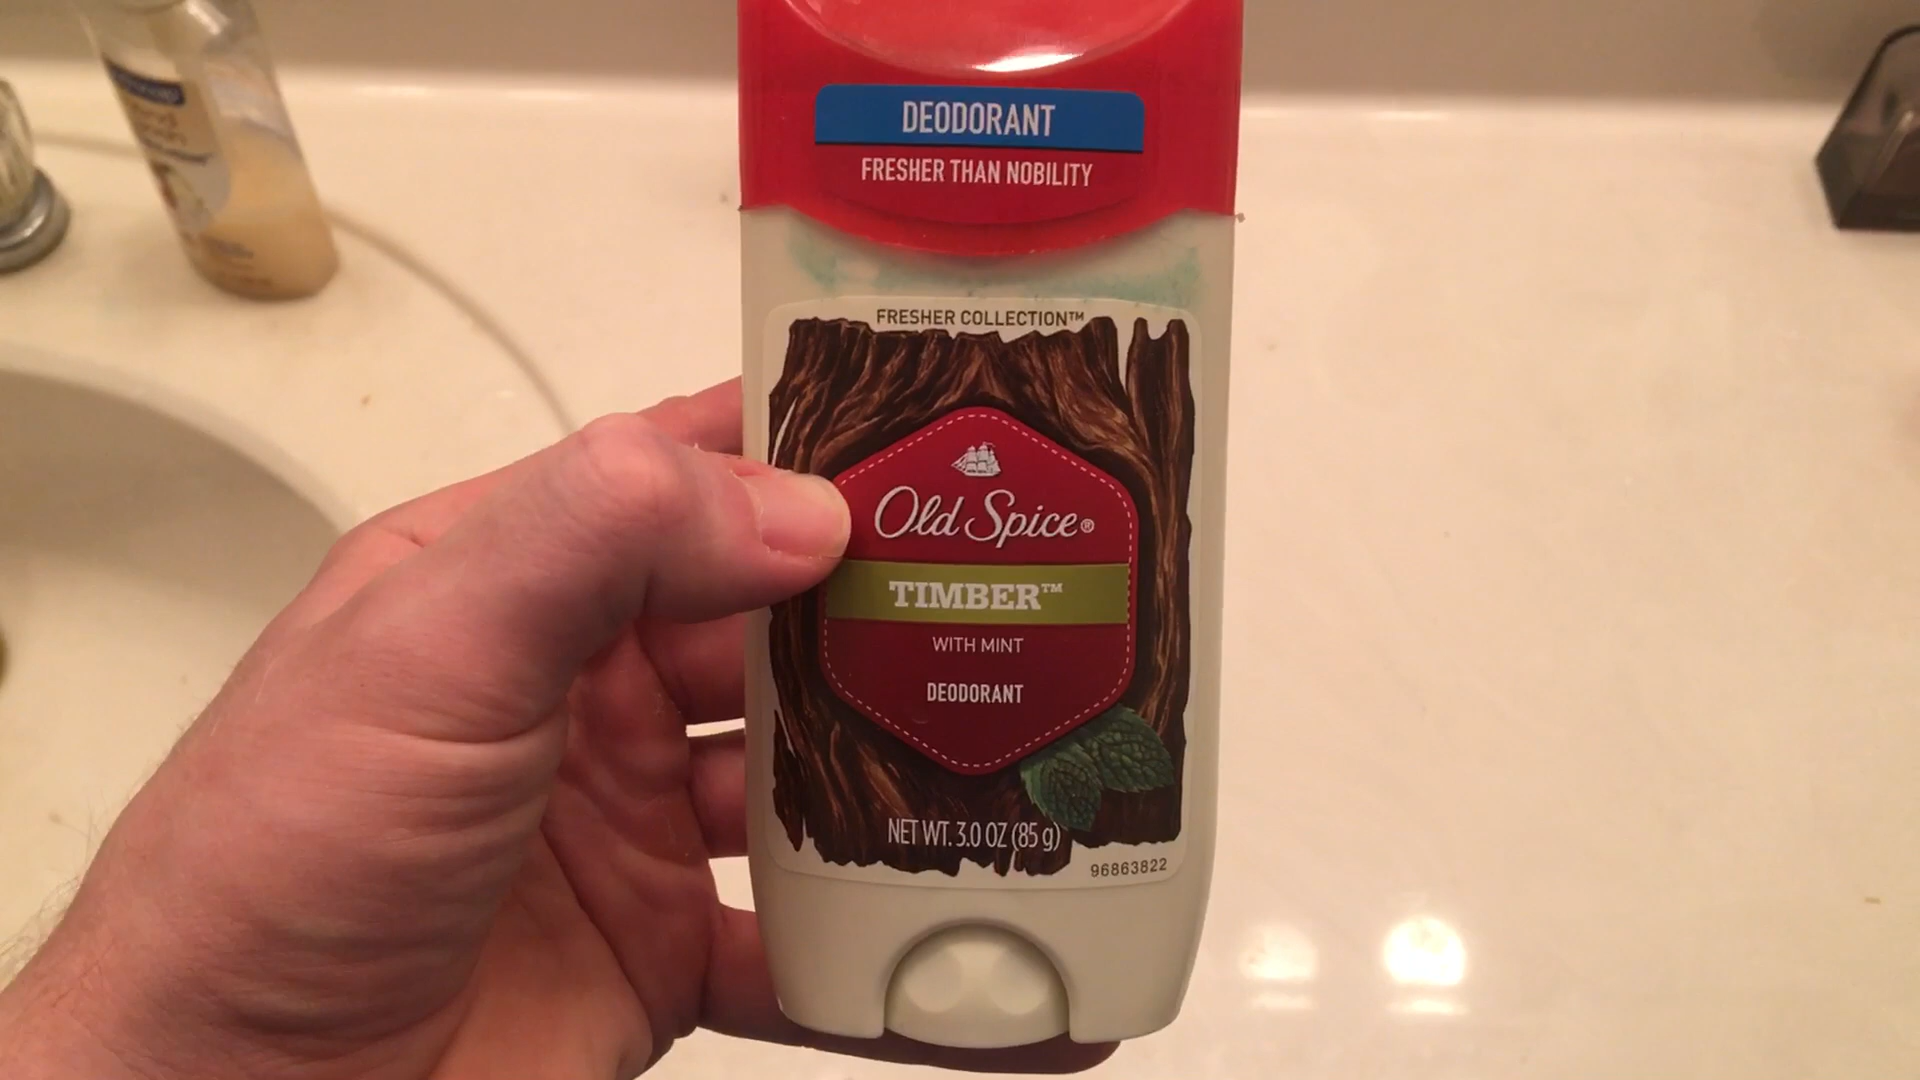 DEODORANT
FRESHER THAN NOBILITY
FRESHER COLLECTION™
Old Spice®
TIMBER™
WITH MINT
DEODORANT
NET WT. 3.0 OZ (85 g)
96863822